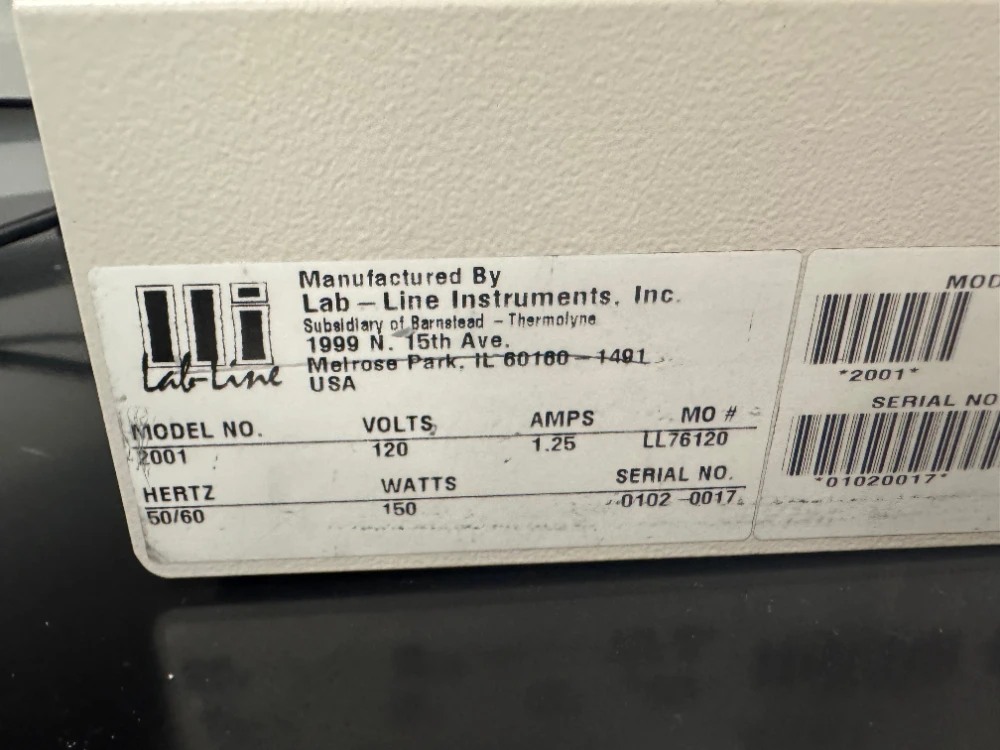 Manufactured By
Lab-Line Instruments, Inc.
Subsidiary of Barnstead - Thermolyne
1999 N. 15th Ave.
Melrose Park, IL 60160-1491
USA
Lab-Line
MODEL NO. VOLTS AMPS MO #
2001 120 1.25 LL76120
HERTZ WATTS SERIAL NO.
50/60 150 0102 0017
MOD
*2001*
SERIAL NO
*01020017*